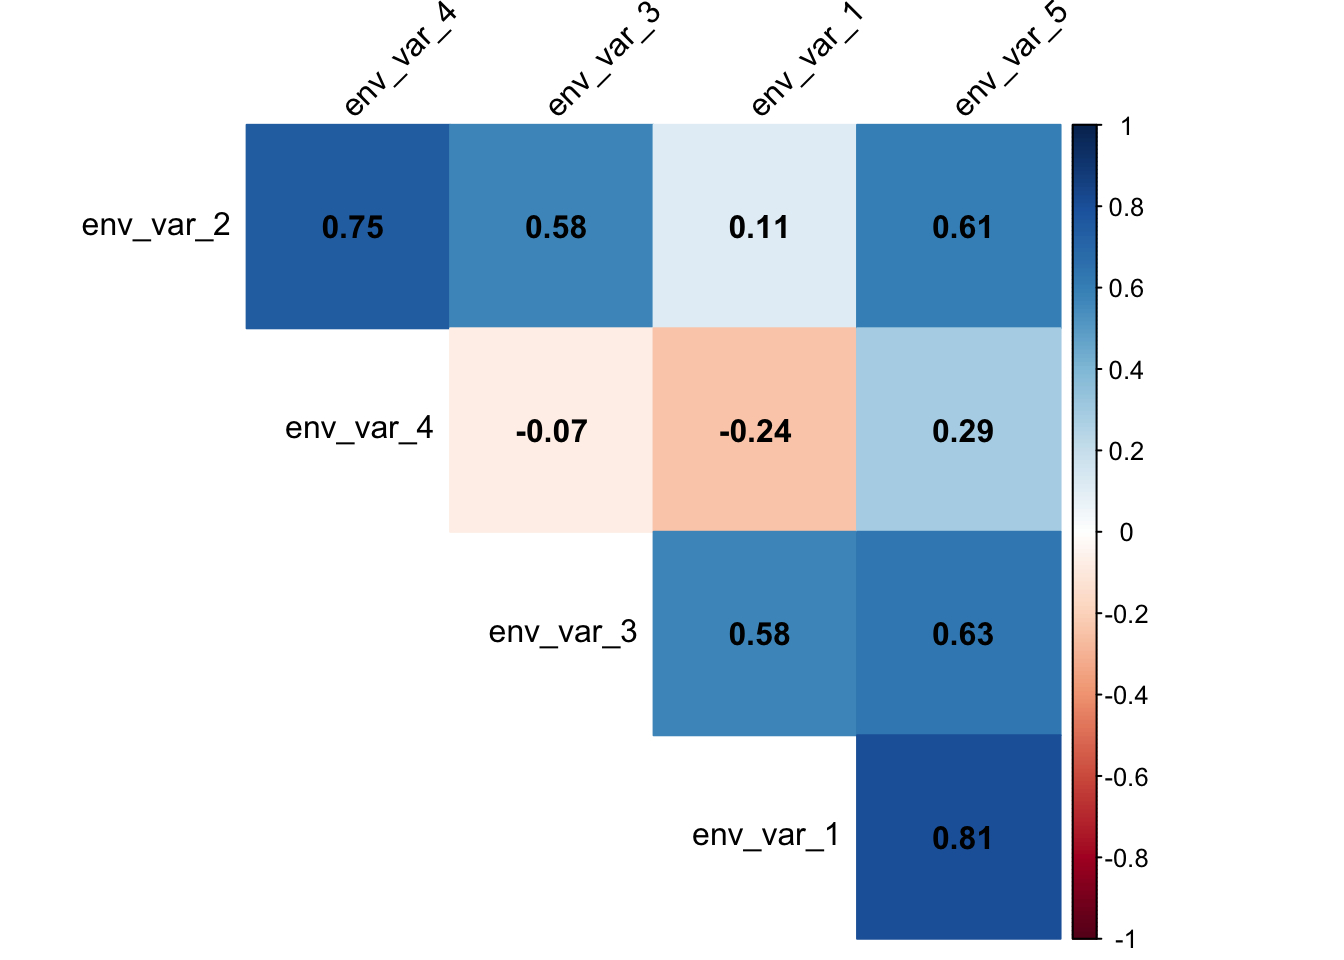 env_var_4 env_var_3 env_var_1 env_var_5
1
0.8
env_var_2 0.75 0.58 0.11 0.61
0.6
0.4
env_var_4 -0.07 -0.24 0.29
0.2
0
-0.2
env_var_3 0.58 0.63
-0.4
-0.6
env_var_1 0.81
-0.8
-1